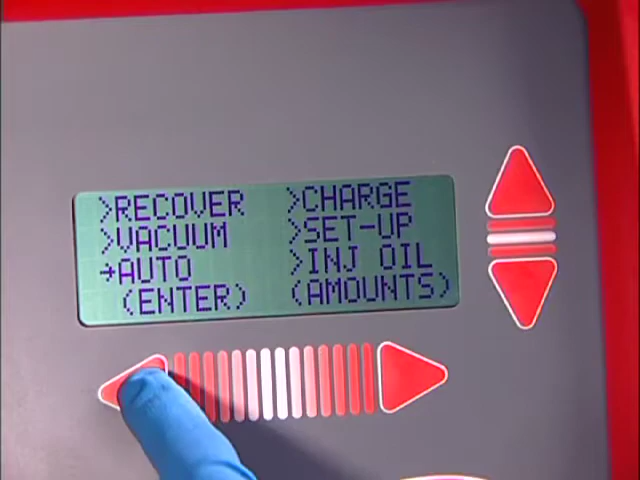 >RECOVER >CHARGE
>VACUUM >SET-UP
→AUTO >INJ OIL
(ENTER) (AMOUNTS)